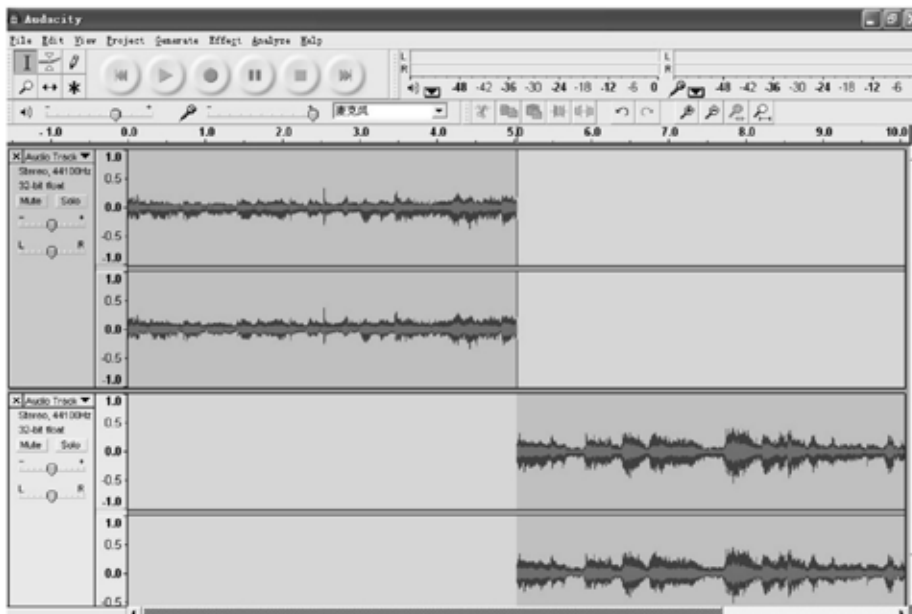 Audacity
File Edit View Project Generate Effect Analyze Help
L
R
-48 -42 -36 -30 -24 -18 -12 -6 0
L
R
-48 -42 -36 -30 -24 -18 -12 -6
麦克风
-1.0 0.0 1.0 2.0 3.0 4.0 5.0 6.0 7.0 8.0 9.0 10.0
Audio Track
Stereo, 44100Hz
32-bit float
Mute Solo
- +
L R
1.0
0.5
0.0
-0.5
-1.0
1.0
0.5
0.0
-0.5
-1.0
Audio Track
Stereo, 44100Hz
32-bit float
Mute Solo
- +
L R
1.0
0.5
0.0
-0.5
-1.0
1.0
0.5
0.0
-0.5